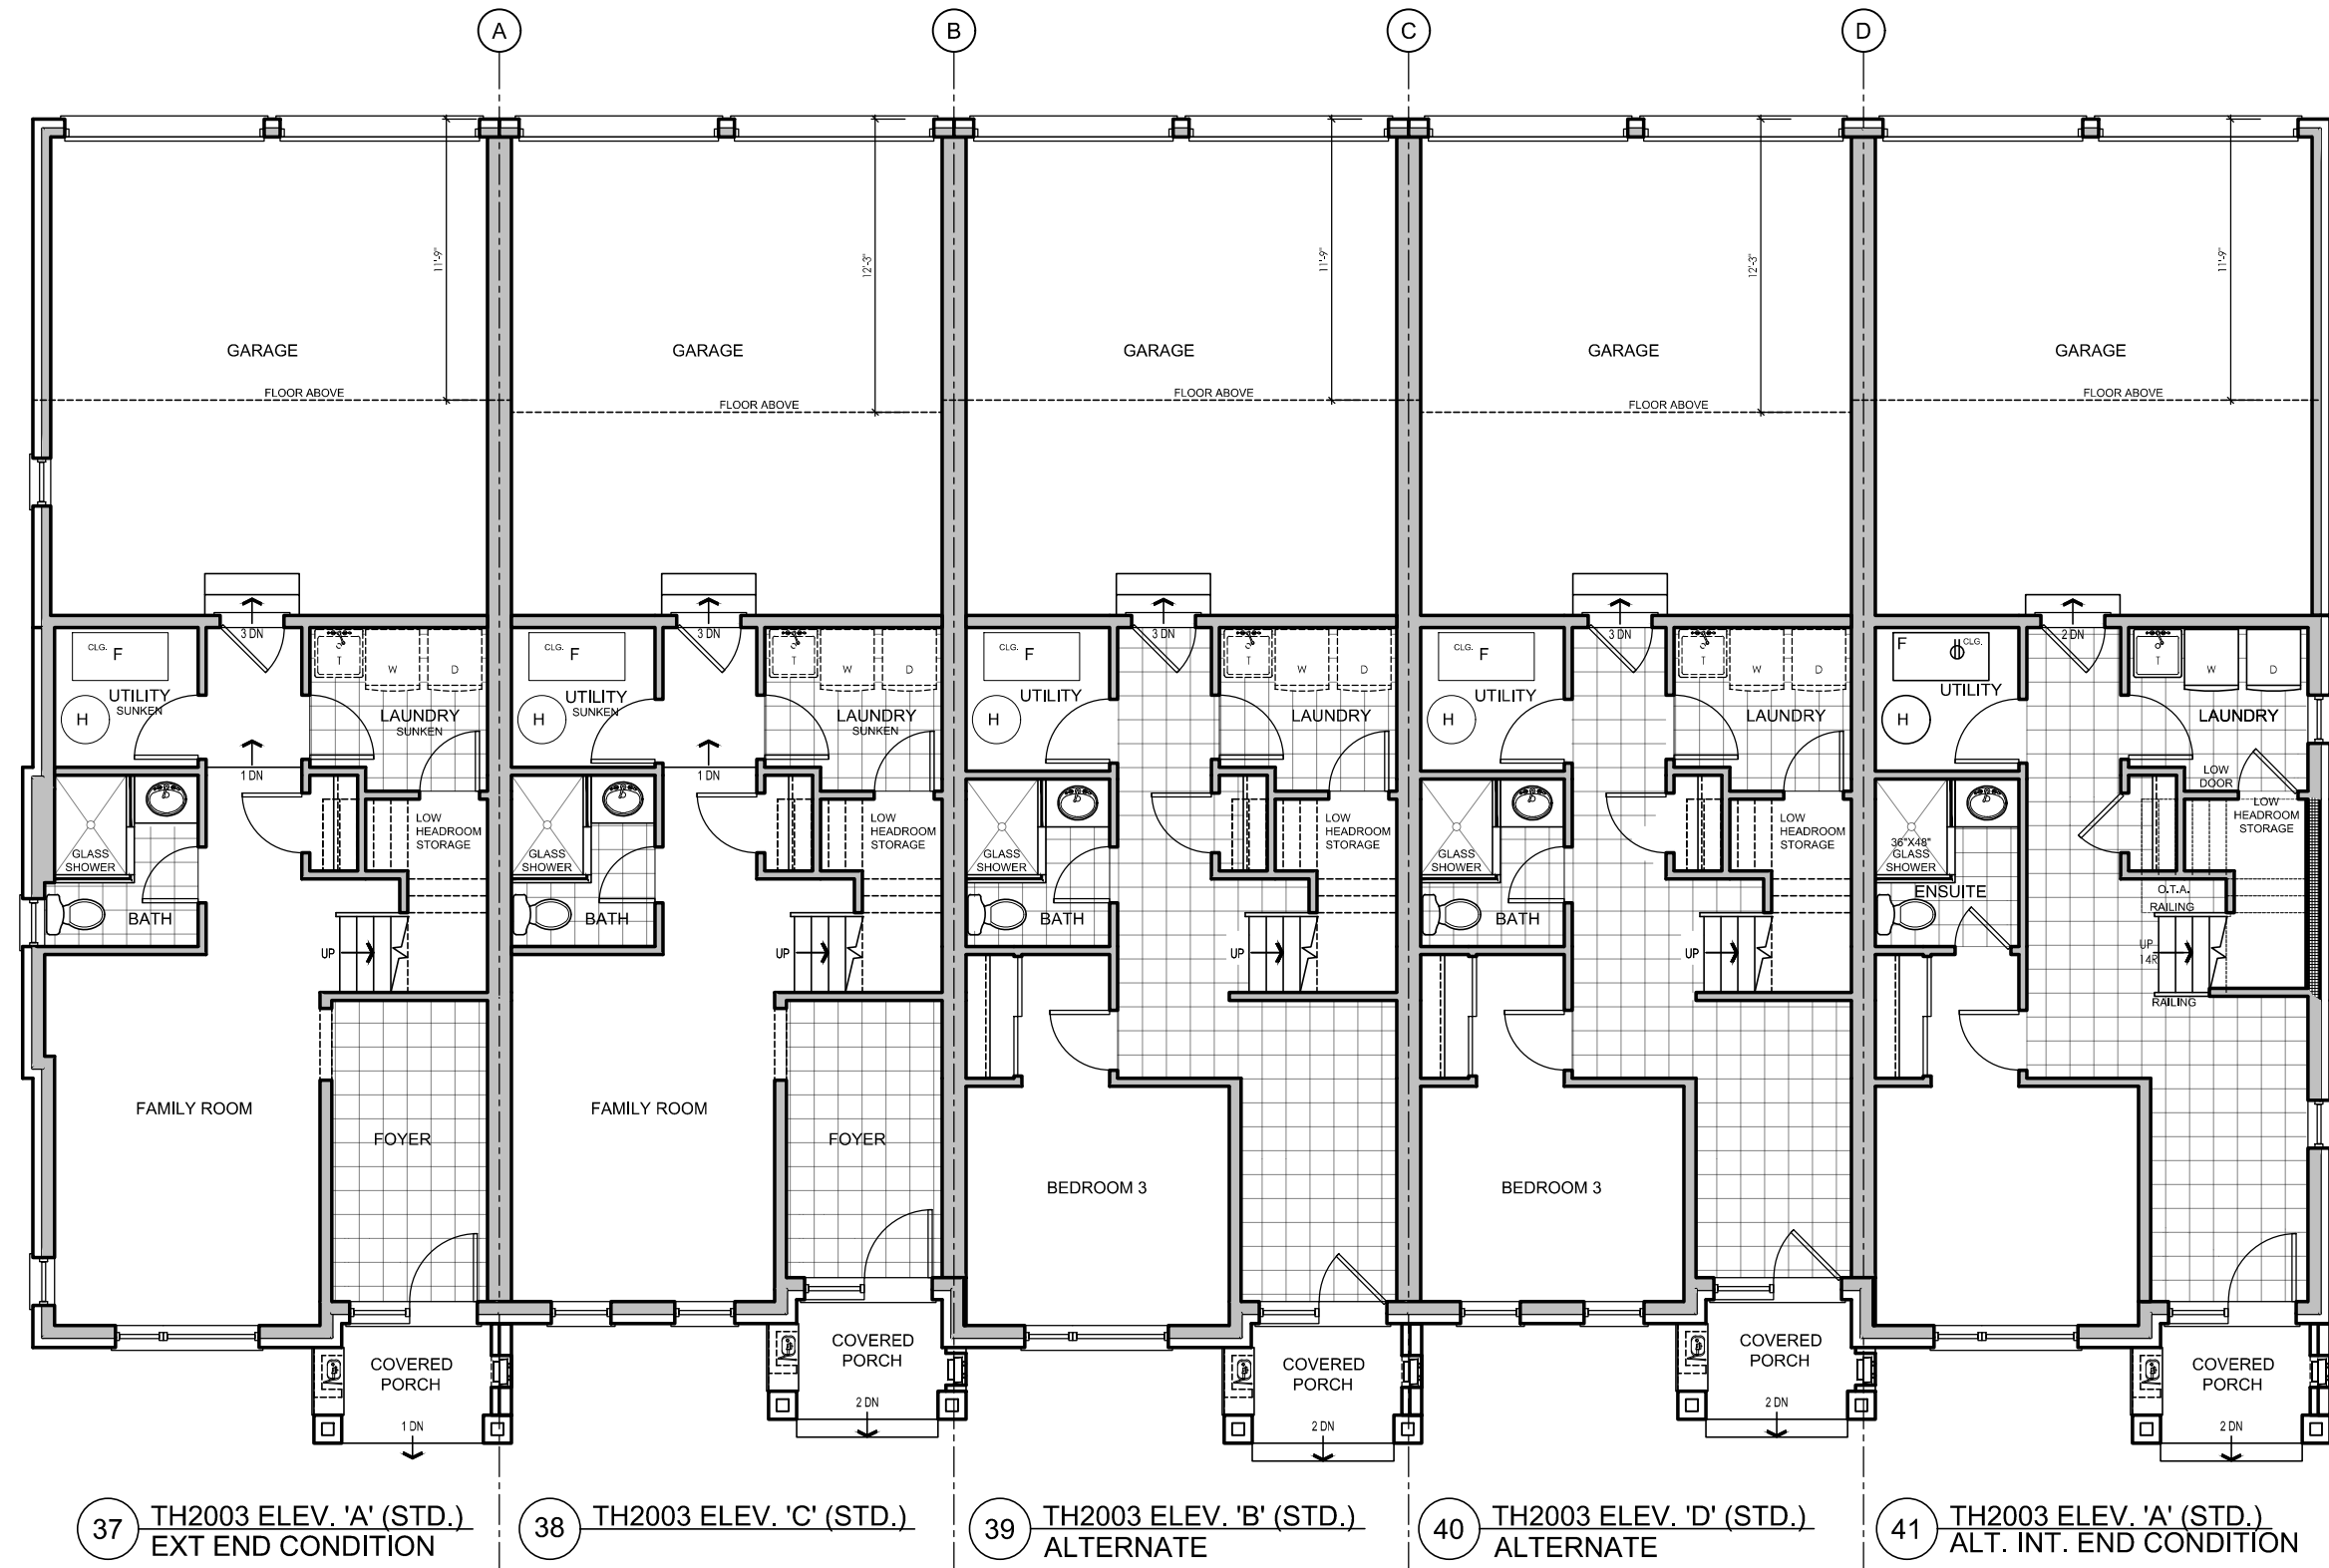 A
B
C
D
11'-9"
12'-3"
11'-9"
12'-3"
11'-9"
GARAGE
GARAGE
GARAGE
GARAGE
GARAGE
FLOOR ABOVE
FLOOR ABOVE
FLOOR ABOVE
FLOOR ABOVE
FLOOR ABOVE
3 DN
CLG. F
UTILITY
SUNKEN
H
T
W
D
LAUNDRY
SUNKEN
1 DN
GLASS
SHOWER
BATH
LOW
HEADROOM
STORAGE
UP
FAMILY ROOM
FOYER
COVERED
PORCH
1 DN
3 DN
CLG. F
UTILITY
SUNKEN
H
T
W
D
LAUNDRY
SUNKEN
1 DN
GLASS
SHOWER
BATH
LOW
HEADROOM
STORAGE
UP
FAMILY ROOM
FOYER
COVERED
PORCH
2 DN
3 DN
CLG. F
UTILITY
H
T
W
D
LAUNDRY
GLASS
SHOWER
BATH
LOW
HEADROOM
STORAGE
UP
BEDROOM 3
COVERED
PORCH
2 DN
3 DN
CLG. F
UTILITY
H
T
W
D
LAUNDRY
GLASS
SHOWER
BATH
LOW
HEADROOM
STORAGE
UP
BEDROOM 3
COVERED
PORCH
2 DN
2 DN
F CLG.
UTILITY
H
T
W
D
LAUNDRY
LOW
DOOR
LOW
HEADROOM
STORAGE
36"X48"
GLASS
SHOWER
ENSUITE
O.T.A.
RAILING
UP
14R
RAILING
COVERED
PORCH
2 DN
37 TH2003 ELEV. 'A' (STD.)
EXT END CONDITION
38 TH2003 ELEV. 'C' (STD.)
39 TH2003 ELEV. 'B' (STD.)
ALTERNATE
40 TH2003 ELEV. 'D' (STD.)
ALTERNATE
41 TH2003 ELEV. 'A' (STD.)
ALT. INT. END CONDITION